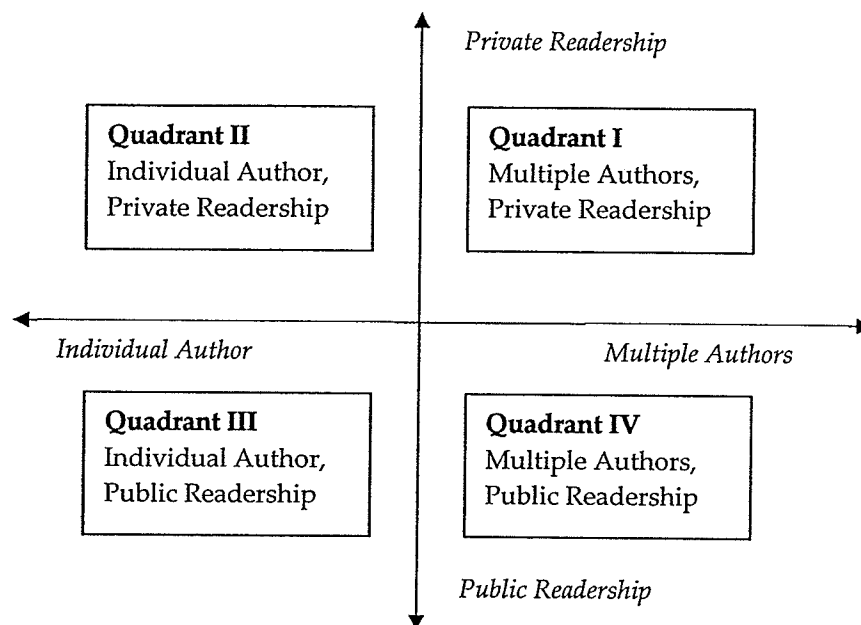 Private Readership
Quadrant II
Individual Author,
Private Readership
Quadrant I
Multiple Authors,
Private Readership
Individual Author
Multiple Authors
Quadrant III
Individual Author,
Public Readership
Quadrant IV
Multiple Authors,
Public Readership
Public Readership